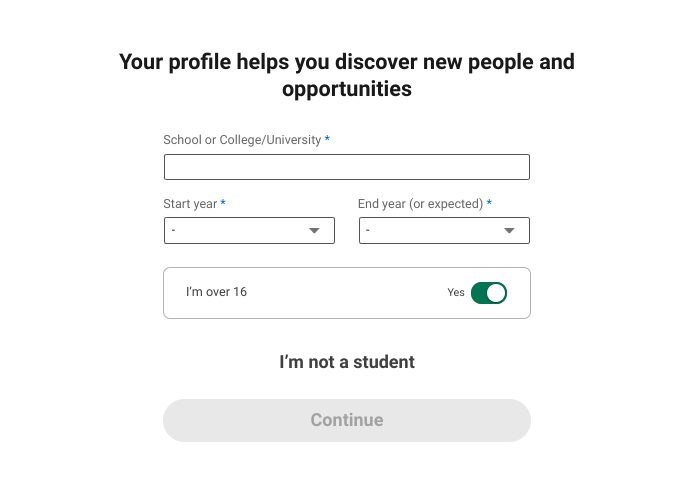 Your profile helps you discover new people and
opportunities
School or College/University *
Start year *
End year (or expected) *
-
-
I'm over 16
Yes
I'm not a student
Continue